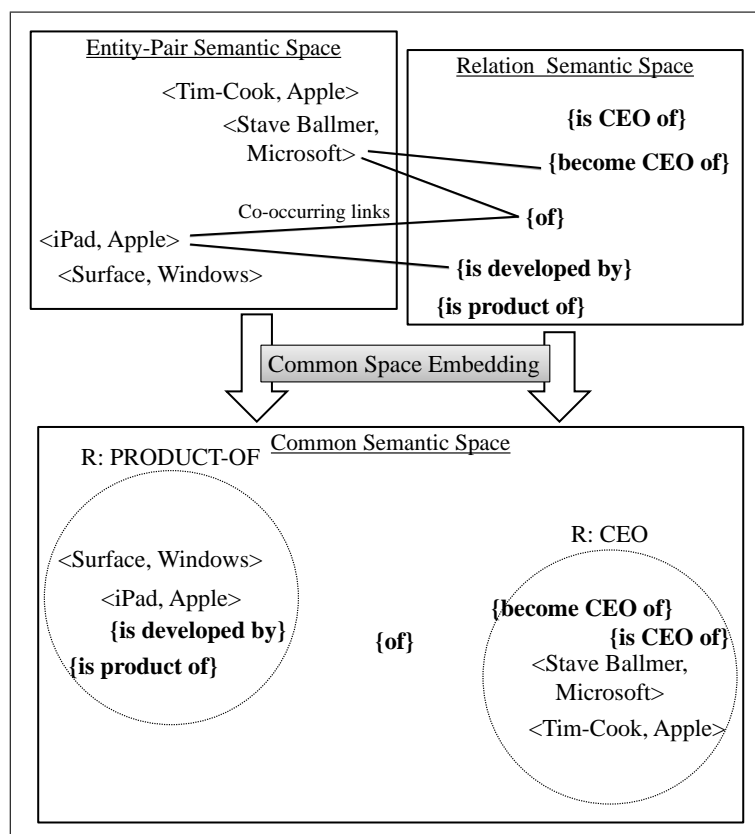 Entity-Pair Semantic Space
<Tim-Cook, Apple>
<Stave Ballmer,
Microsoft>
Co-occurring links
<iPad, Apple>
<Surface, Windows>
Relation Semantic Space
{is CEO of}
{become CEO of}
{of}
{is developed by}
{is product of}
Common Space Embedding
Common Semantic Space
R: PRODUCT-OF
<Surface, Windows>
<iPad, Apple>
{is developed by}
{is product of}
{of}
R: CEO
{become CEO of}
{is CEO of}
<Stave Ballmer,
Microsoft>
<Tim-Cook, Apple>